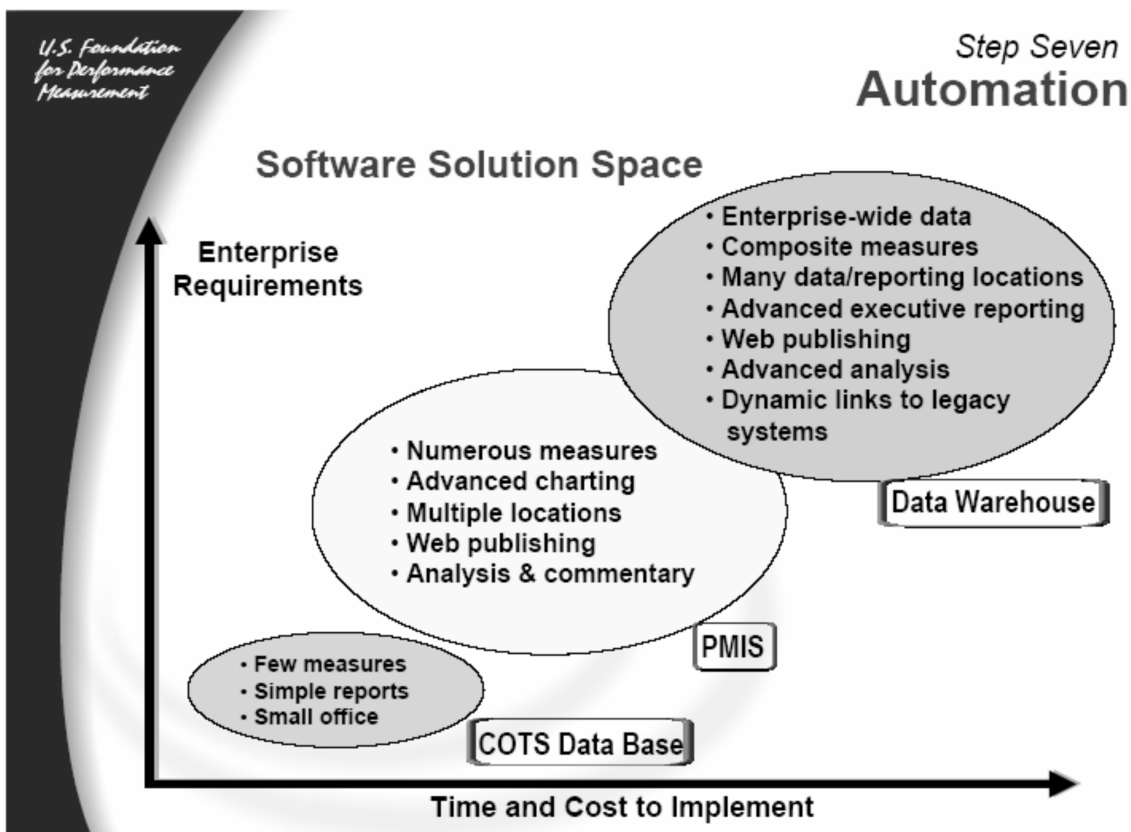 U.S. Foundation
for Performance
Measurement
Step Seven
Automation
Software Solution Space
Enterprise
Requirements
• Enterprise-wide data
• Composite measures
• Many data/reporting locations
• Advanced executive reporting
• Web publishing
• Advanced analysis
• Dynamic links to legacy
systems
Data Warehouse
• Numerous measures
• Advanced charting
• Multiple locations
• Web publishing
• Analysis & commentary
PMIS
• Few measures
• Simple reports
• Small office
COTS Data Base
Time and Cost to Implement